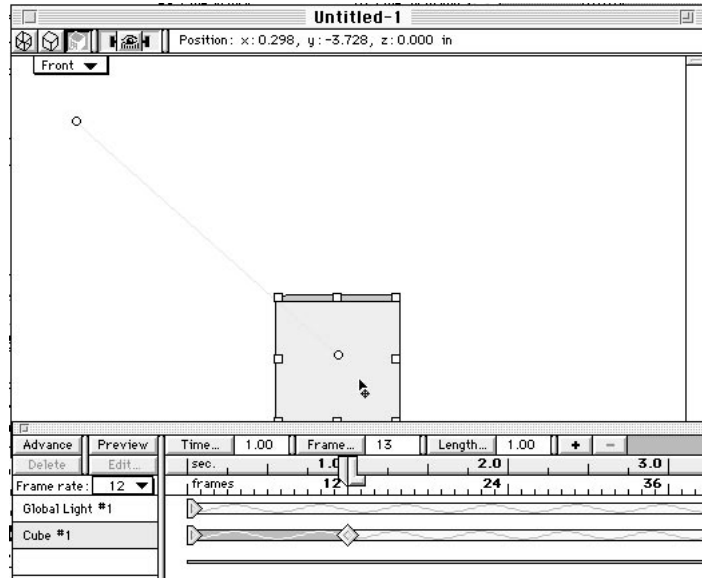 Untitled-1
Position: x:0.298, y:-3.728, z:0.000 in
Front
Advance Preview Time... 1.00 Frame... 13 Length... 1.00 + -
Delete Edit... sec. 1.0 2.0 3.0
Frame rate: 12 frames 12 24 36
Global Light #1
Cube #1